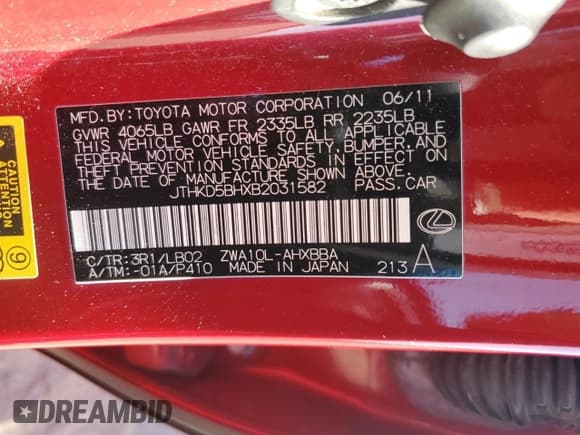 MFD.BY:TOYOTA MOTOR CORPORATION 06/11
GVWR 4065LB GAWR FR 2335LB RR 2235LB
THIS VEHICLE CONFORMS TO ALL APPLICABLE
FEDERAL MOTOR VEHICLE SAFETY, BUMPER, AND
THEFT PREVENTION STANDARDS IN EFFECT ON
THE DATE OF MANUFACTURE SHOWN ABOVE.
JTHKD5BHXB2031582 PASS.CAR
C/TR:3R1/LB02 ZWA10L-AHXBBA
A/TM:-01A/P410 MADE IN JAPAN 213 A
CAUTION
ATTENTION
9
DREAMBID